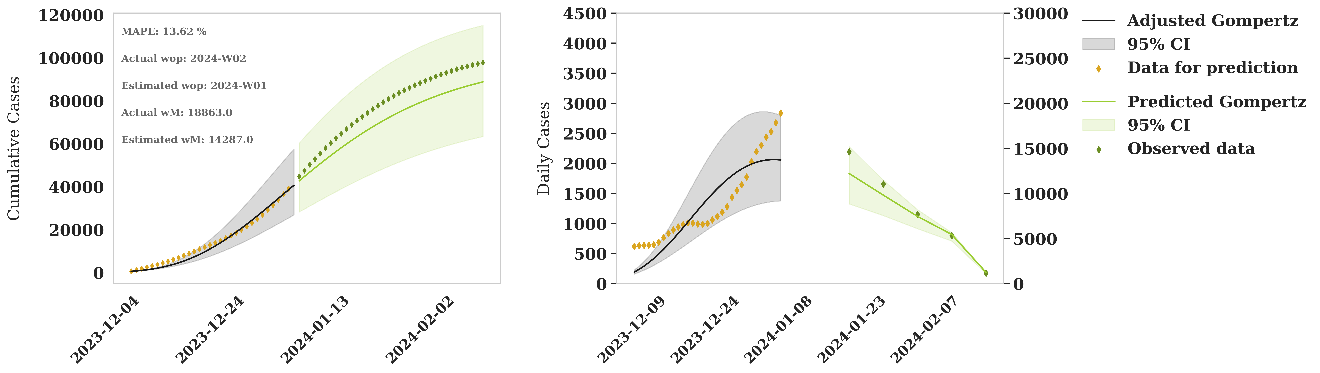 120000
100000
80000
60000
40000
20000
0
Cumulative Cases
MAPE: 13.62 %
Actual wop: 2024-W02
Estimated wop: 2024-W01
Actual wM: 18863.0
Estimated wM: 14287.0
2023-12-04
2023-12-24
2024-01-13
2024-02-02
4500
4000
3500
3000
2500
2000
1500
1000
500
0
Daily Cases
30000
25000
20000
15000
10000
5000
0
2023-12-09
2023-12-24
2024-01-08
2024-01-23
2024-02-07
Adjusted Gompertz
95% CI
Data for prediction
Predicted Gompertz
95% CI
Observed data